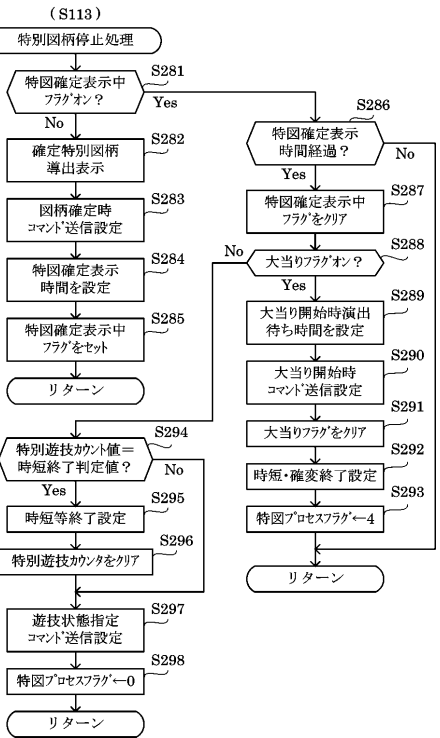 (S113)
特別図柄停止処理
S281
特図確定表示中
フラグオン?
Yes
No
S282
確定特別図柄
導出表示
S283
図柄確定時
コマンド送信設定
S284
特図確定表示
時間を設定
S285
特図確定表示中
フラグをセット
リターン
S286
特図確定表示
時間経過?
No
Yes
S287
特図確定表示中
フラグをクリア
S288
大当りフラグオン?
No
Yes
S289
大当り開始時演出
待ち時間を設定
S290
大当り開始時
コマンド送信設定
S291
大当りフラグをクリア
S292
時短・確変終了設定
S293
特図プロセスフラグ←4
リターン
S294
特別遊技カウント値=
時短終了判定値?
No
Yes
S295
時短等終了設定
S296
特別遊技カウンタをクリア
S297
遊技状態指定
コマンド送信設定
S298
特図プロセスフラグ←0
リターン